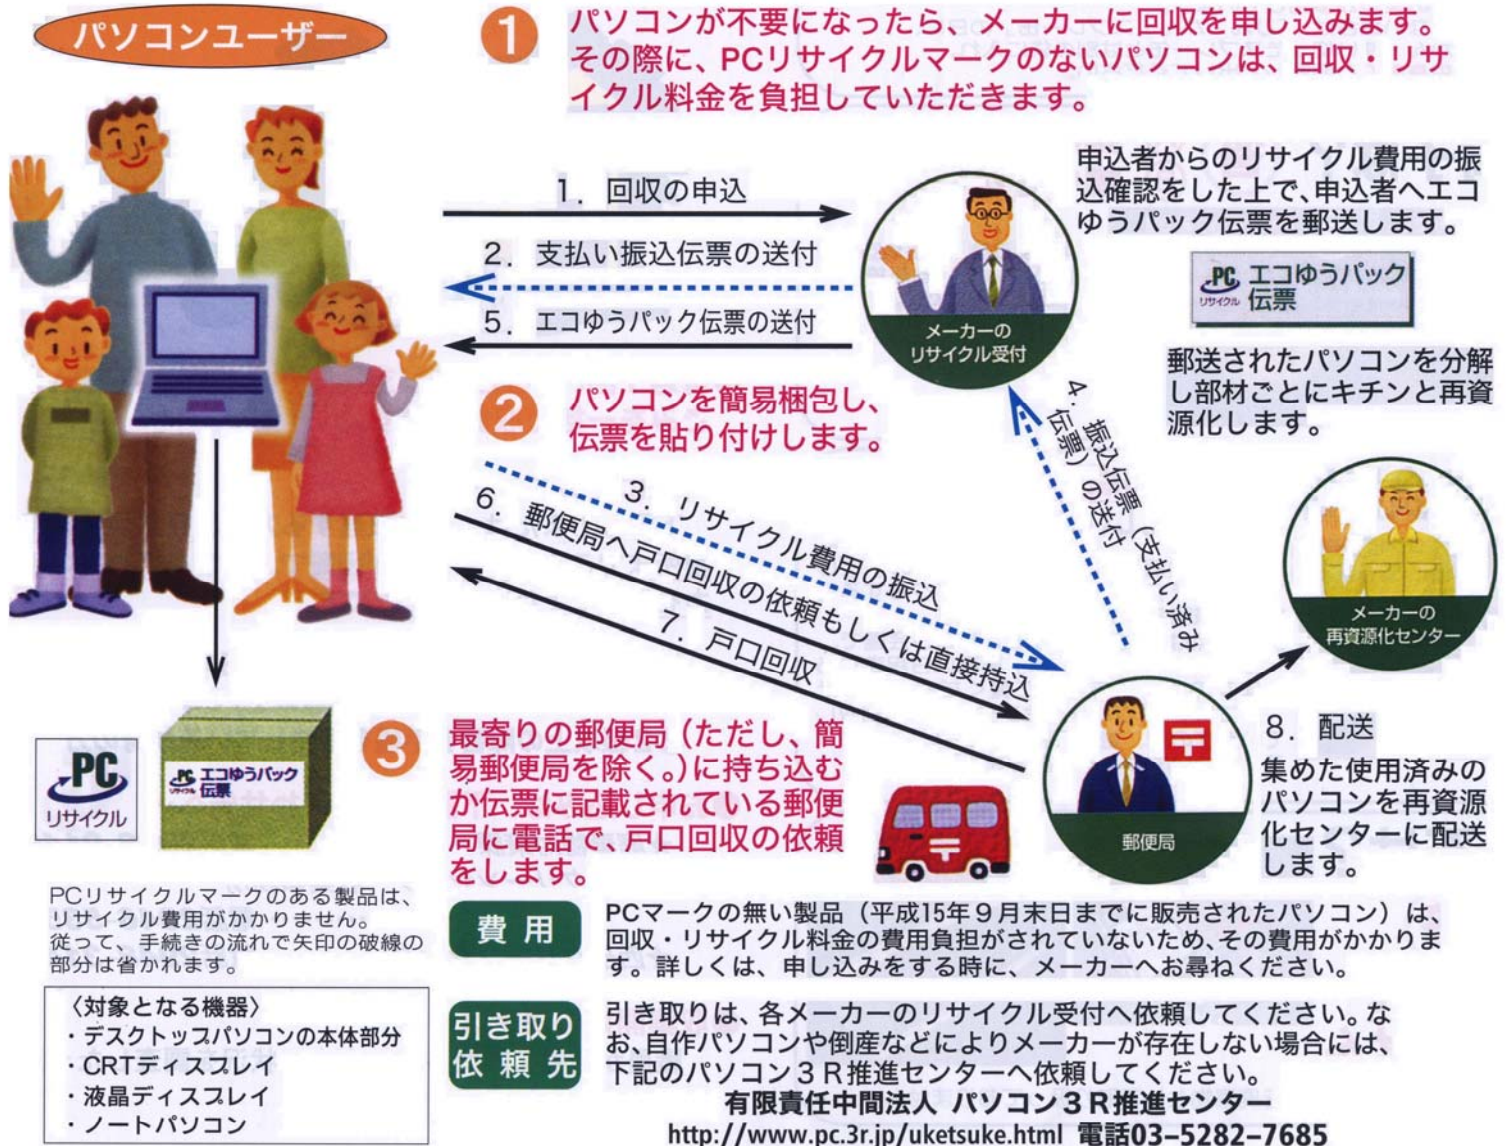 パソコンユーザー
1 パソコンが不要になったら、メーカーに回収を申し込みます。
その際に、PCリサイクルマークのないパソコンは、回収・リサ
イクル料金を負担していただきます。
1. 回収の申込
2. 支払い振込伝票の送付
5. エコゆうパック伝票の送付
メーカーの
リサイクル受付
申込者からのリサイクル費用の振
込確認をした上で、申込者へエコ
ゆうパック伝票を郵送します。
PC
リサイクル
エコゆうパック
伝票
郵送されたパソコンを分解
し部材ごとにキチンと再資
源化します。
2 パソコンを簡易梱包し、
伝票を貼り付けします。
3. リサイクル費用の振込
6. 郵便局へ戸口回収の依頼もしくは直接持込
7. 戸口回収
4. 振込伝票（支払い済み
伝票）の送付
メーカーの
再資源化センター
郵便局
8. 配送
集めた使用済みの
パソコンを再資源
化センターに配送
します。
PC
リサイクル
PC
リサイクル
エコゆうパック
伝票
3 最寄りの郵便局（ただし、簡
易郵便局を除く。）に持ち込む
か伝票に記載されている郵便
局に電話で、戸口回収の依頼
をします。
PCリサイクルマークのある製品は、
リサイクル費用がかかりません。
従って、手続きの流れで矢印の破線の
部分は省かれます。
〈対象となる機器〉
・デスクトップパソコンの本体部分
・CRTディスプレイ
・液晶ディスプレイ
・ノートパソコン
費用
PCマークの無い製品（平成15年９月末日までに販売されたパソコン）は、
回収・リサイクル料金の費用負担がされていないため、その費用がかかりま
す。詳しくは、申し込みをする時に、メーカーへお尋ねください。
引き取り
依頼先
引き取りは、各メーカーのリサイクル受付へ依頼してください。な
お、自作パソコンや倒産などによりメーカーが存在しない場合には、
下記のパソコン３Ｒ推進センターへ依頼してください。
有限責任中間法人 パソコン３Ｒ推進センター
http://www.pc.3r.jp/uketsuke.html 電話03-5282-7685